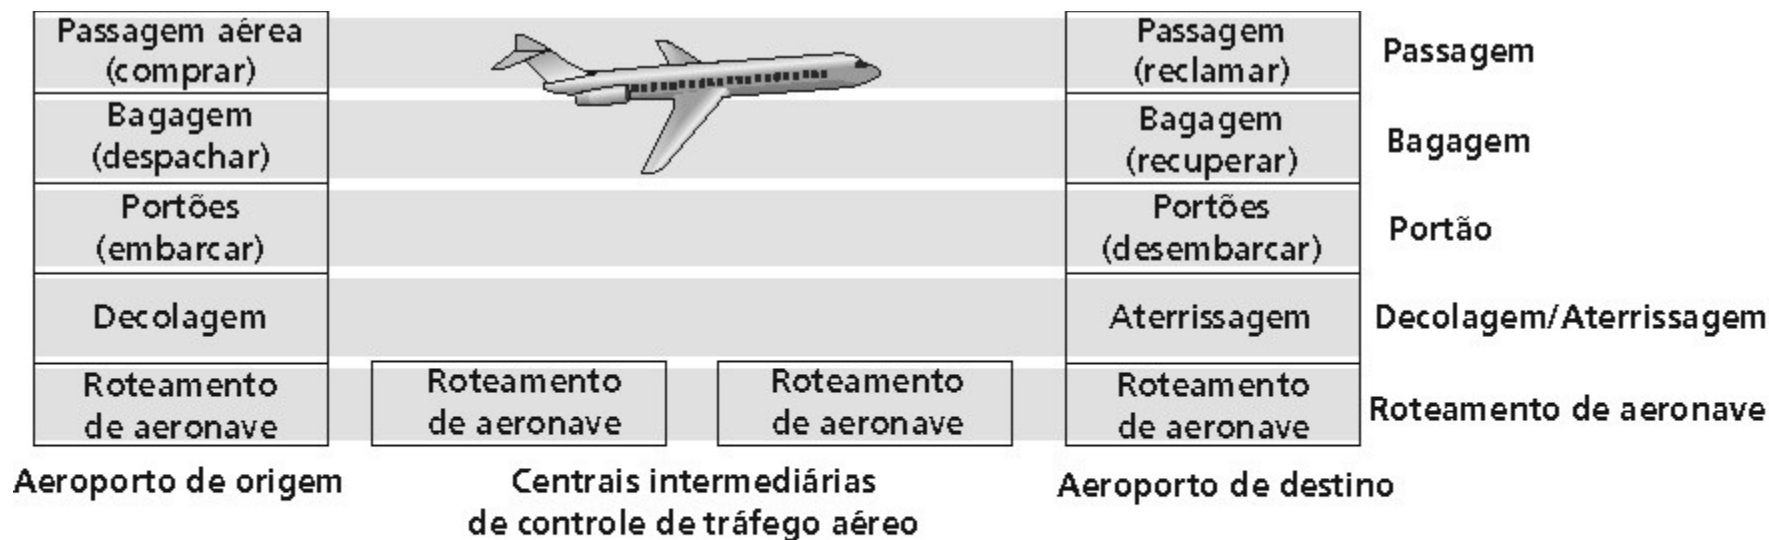 Passagem aérea
(comprar)
Passagem
(reclamar)
Passagem
Bagagem
(despachar)
Bagagem
(recuperar)
Bagagem
Portões
(embarcar)
Portões
(desembarcar)
Portão
Decolagem
Aterrissagem
Decolagem/Aterrissagem
Roteamento
de aeronave
Roteamento
de aeronave
Roteamento
de aeronave
Roteamento
de aeronave
Roteamento de aeronave
Aeroporto de origem
Centrais intermediárias
de controle de tráfego aéreo
Aeroporto de destino